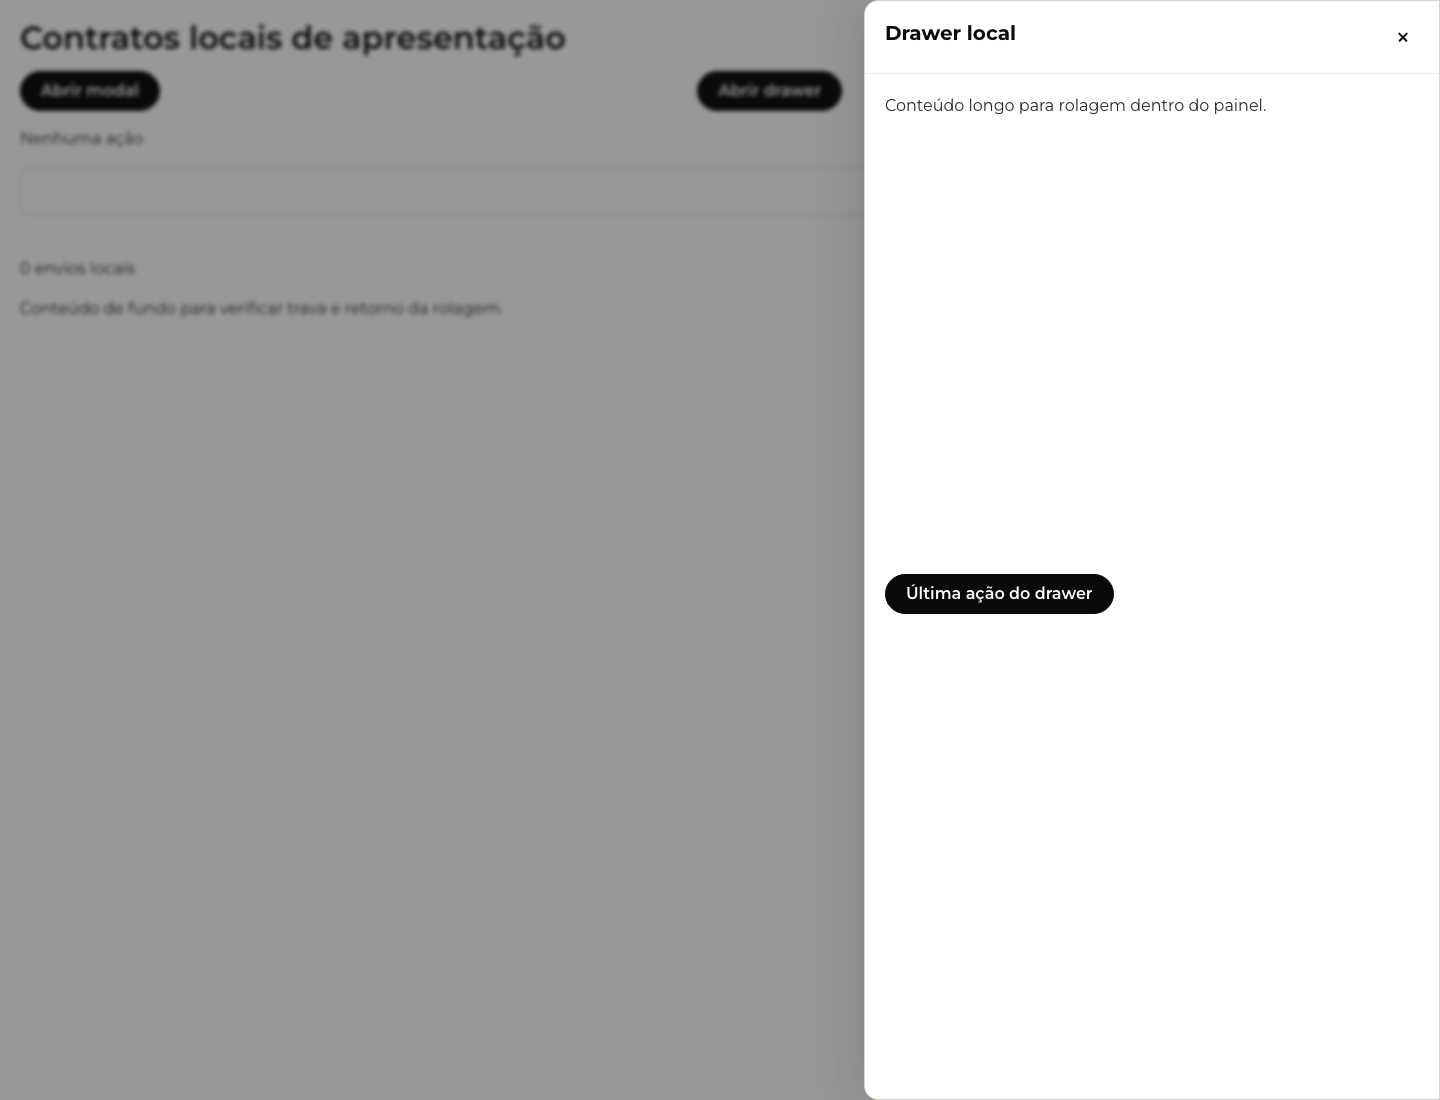 Contratos locais de apresentação
Abrir modal
Abrir drawer
Nenhuma ação
0 envios locais
Conteúdo de fundo para verificar trava e retorno da rolagem.
Drawer local
×
Conteúdo longo para rolagem dentro do painel.
Última ação do drawer